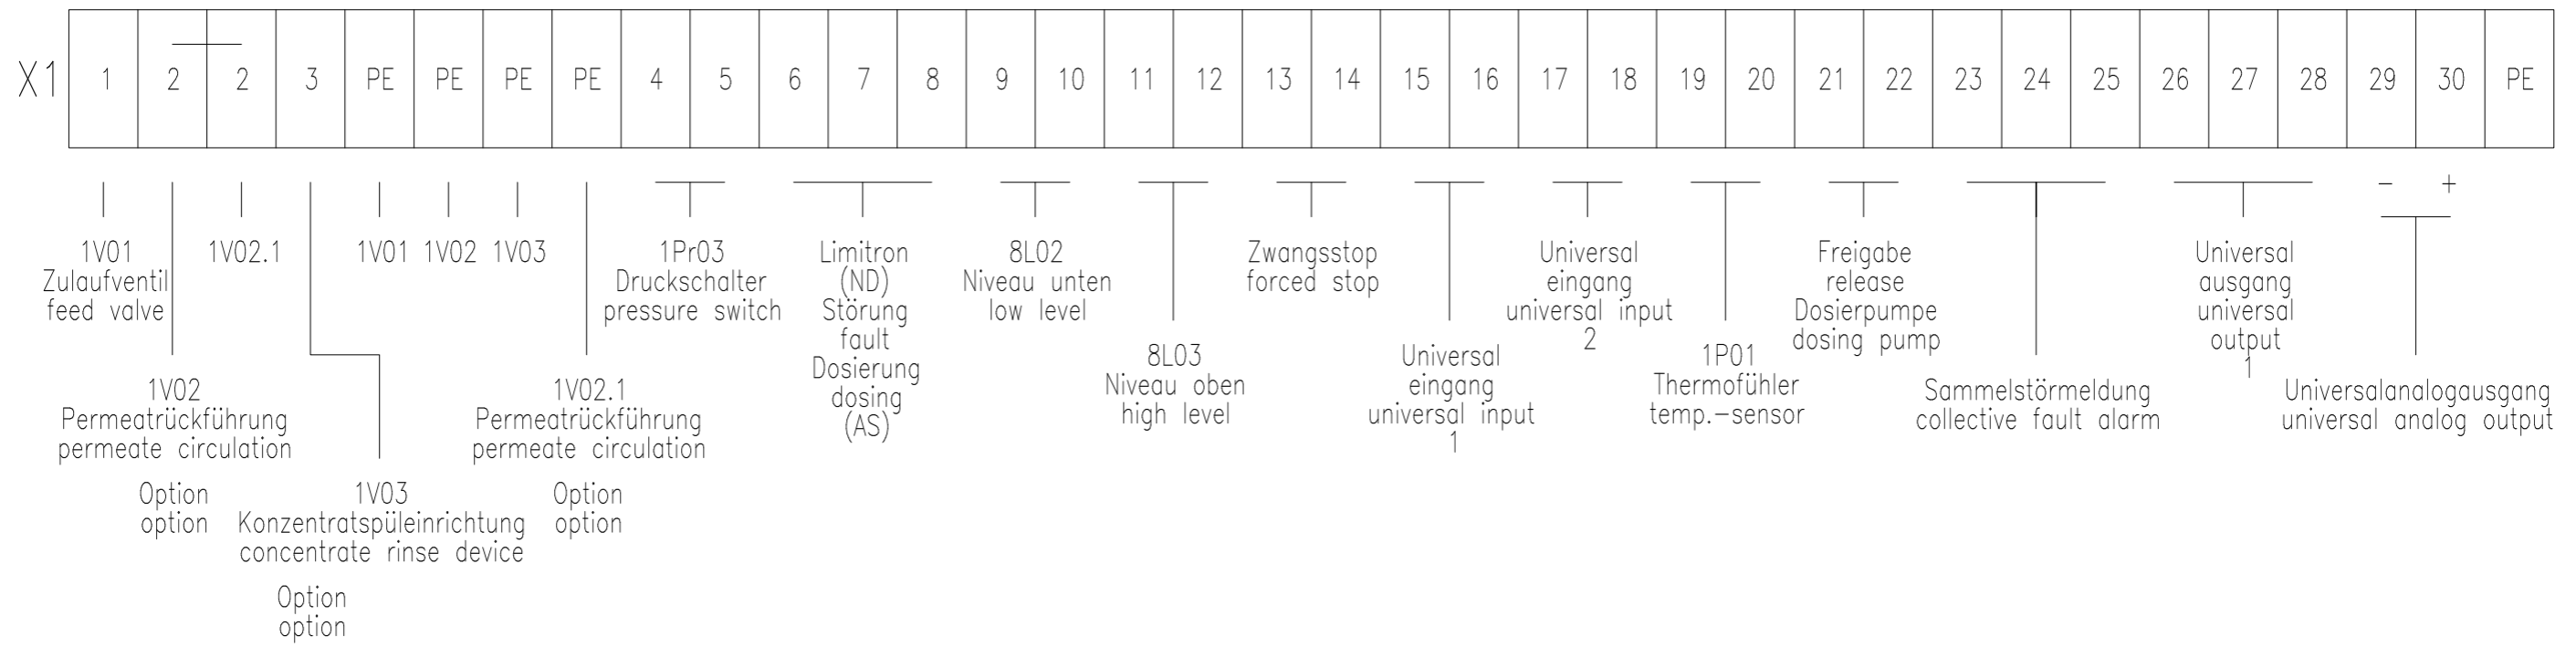 X1 1 2 2 3 PE PE PE PE 4 5 6 7 8 9 10 11 12 13 14 15 16 17 18 19 20 21 22 23 24 25 26 27 28 29 30 PE
1V01
Zulaufventil
feed valve
1V02
Permeatrückführung
permeate circulation
Option
option
1V02.1
1V03
Konzentratspüleinrichtung
concentrate rinse device
Option
option
1V01
1V02
1V03
1V02.1
Permeatrückführung
permeate circulation
Option
option
1Pr03
Druckschalter
pressure switch
Limitron
(ND)
Störung
fault
Dosierung
dosing
(AS)
8L02
Niveau unten
low level
8L03
Niveau oben
high level
Zwangsstop
forced stop
Universal
eingang
universal input
1
Universal
eingang
universal input
2
1P01
Thermofühler
temp.-sensor
Freigabe
release
Dosierpumpe
dosing pump
Sammelstörmeldung
collective fault alarm
Universal
ausgang
universal
output
1
- +
Universalanalogausgang
universal analog output